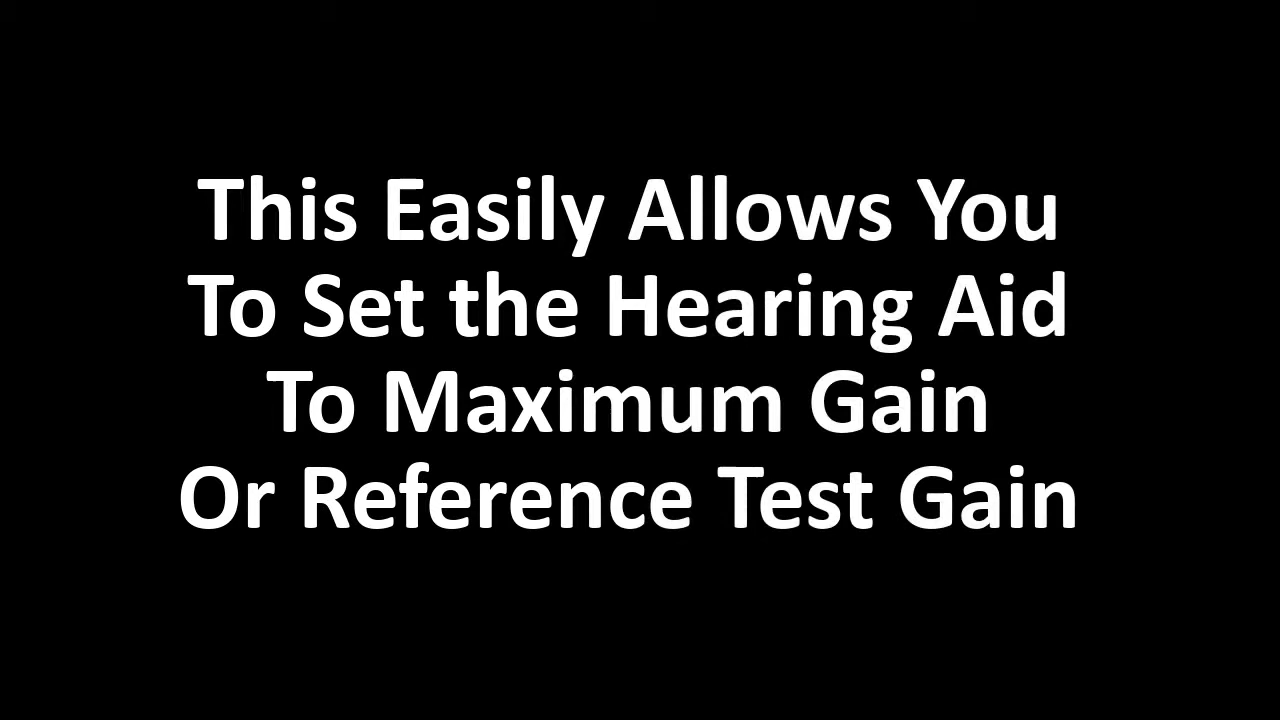 This Easily Allows You
To Set the Hearing Aid
To Maximum Gain
Or Reference Test Gain